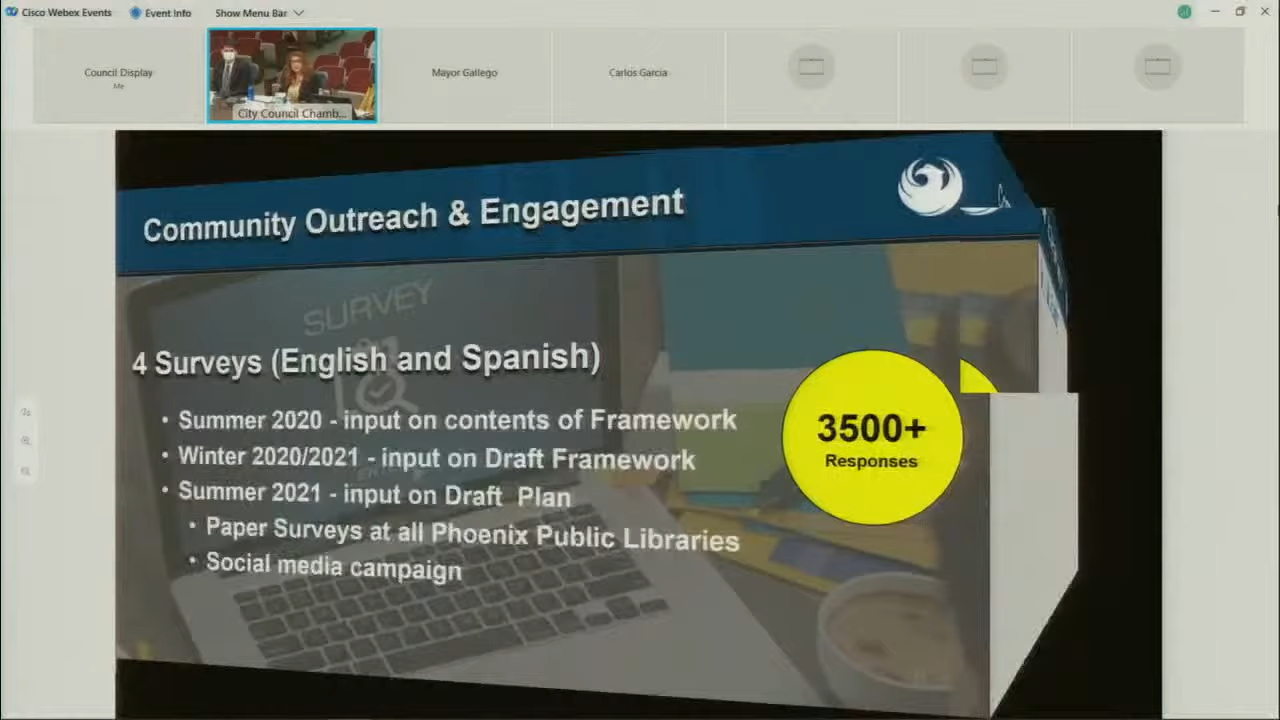 Cisco Webex Events
Event Info
Show Menu Bar
Council Display
Me
City Council Chamb...
Mayor Gallego
Carlos Garcia
Community Outreach & Engagement
SURVEY
4 Surveys (English and Spanish)
• Summer 2020 - input on contents of Framework
• Winter 2020/2021 - input on Draft Framework
• Summer 2021 - input on Draft Plan
• Paper Surveys at all Phoenix Public Libraries
• Social media campaign
3500+
Responses